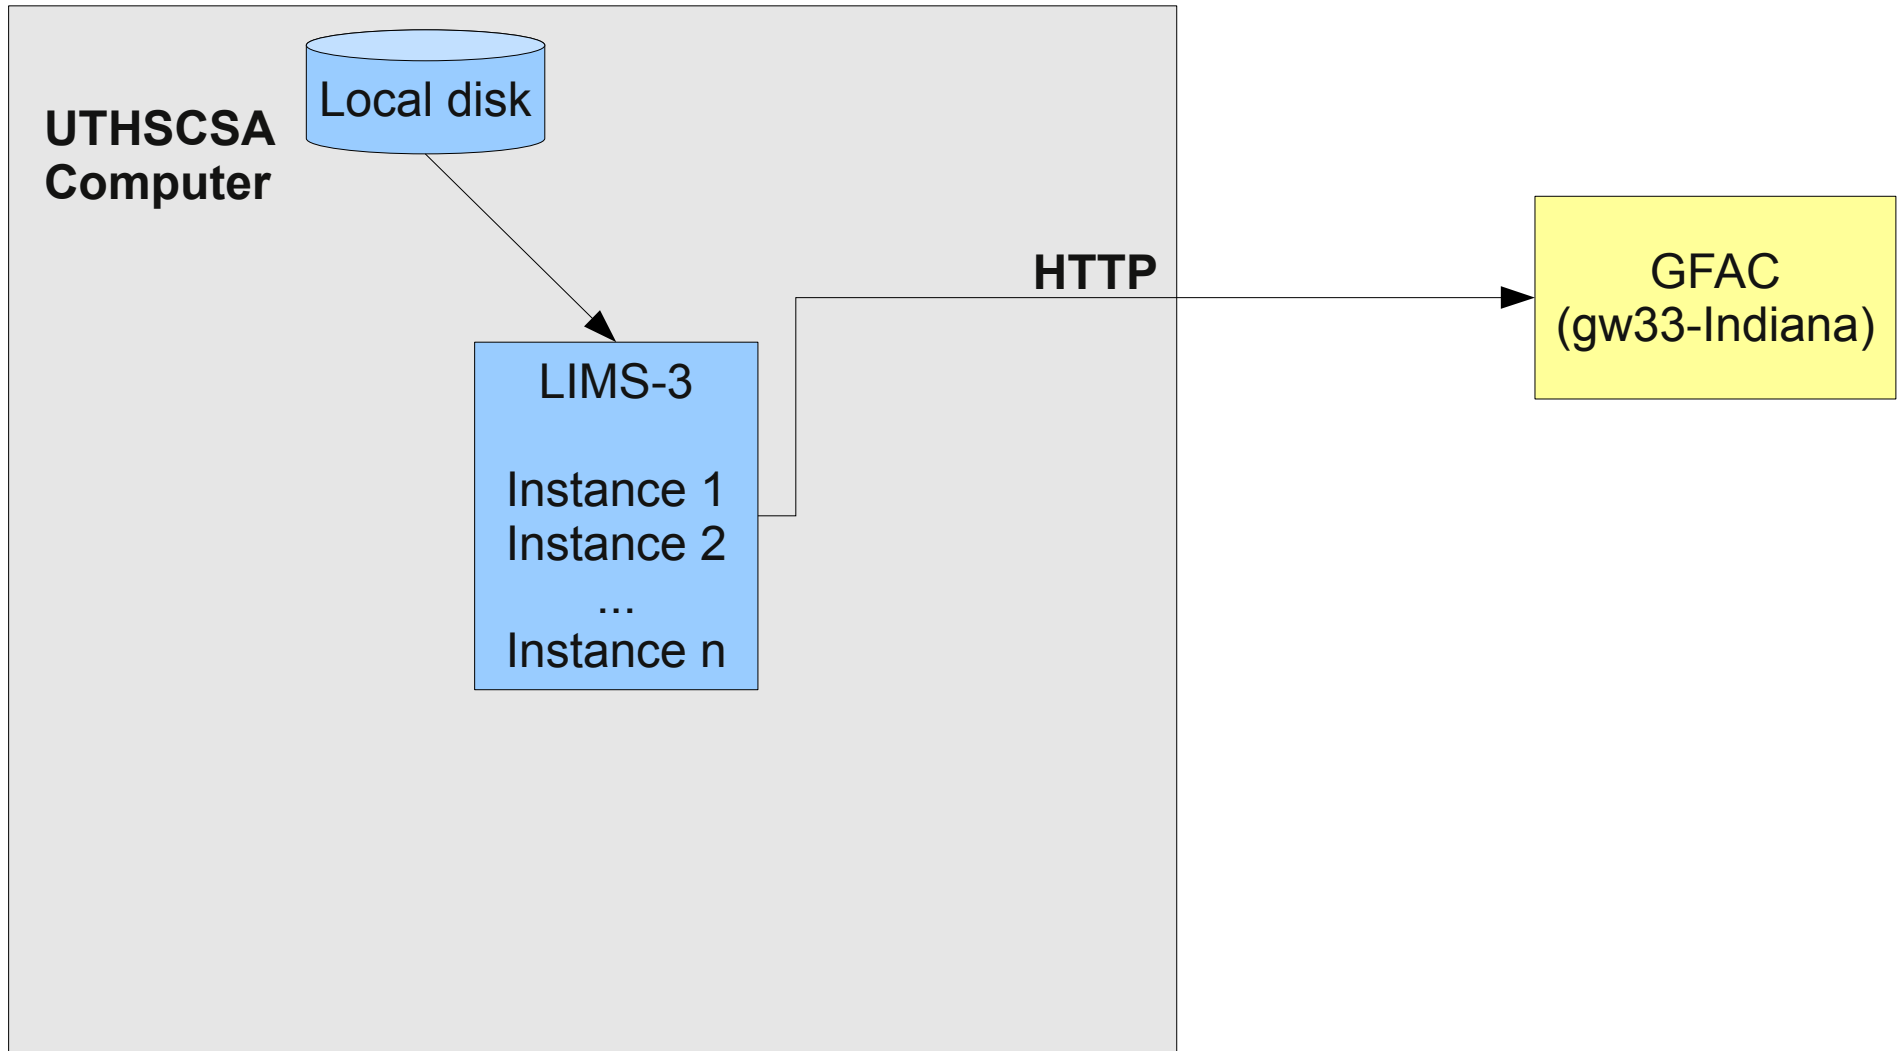 Local disk
UTHSCSA
Computer
HTTP
GFAC
(gw33-Indiana)
LIMS-3
Instance 1
Instance 2
...
Instance n